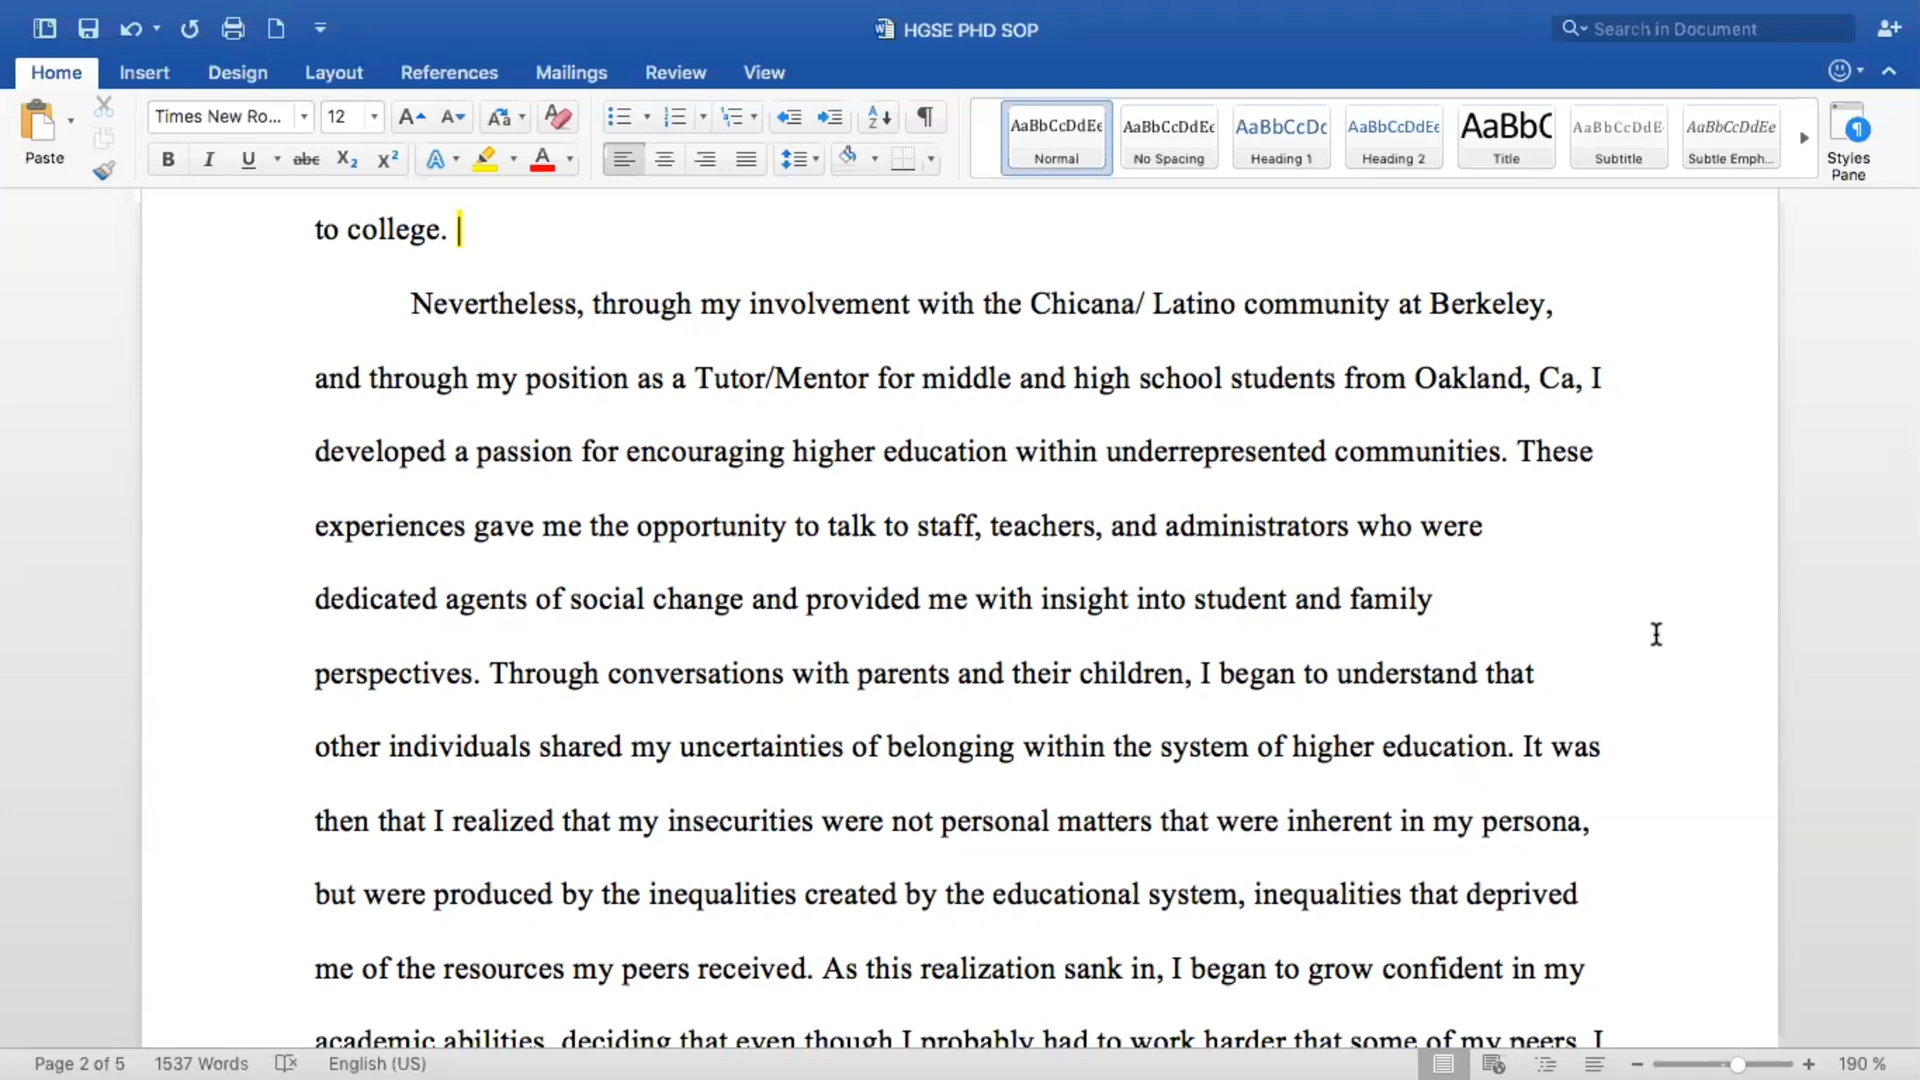 HGSE PHD SOP
Search in Document
Home Insert Design Layout References Mailings Review View
Paste
Times New Ro... 12
AaBbCcDdEe AaBbCcDdEe AaBbCcDc AaBbCcDdEe AaBbC AaBbCcDdE AaBbCcDdEe
Normal No Spacing Heading 1 Heading 2 Title Subtitle Subtle Emph...
Styles
Pane
to college.
Nevertheless, through my involvement with the Chicana/ Latino community at Berkeley,
and through my position as a Tutor/Mentor for middle and high school students from Oakland, Ca, I
developed a passion for encouraging higher education within underrepresented communities. These
experiences gave me the opportunity to talk to staff, teachers, and administrators who were
dedicated agents of social change and provided me with insight into student and family
perspectives. Through conversations with parents and their children, I began to understand that
other individuals shared my uncertainties of belonging within the system of higher education. It was
then that I realized that my insecurities were not personal matters that were inherent in my persona,
but were produced by the inequalities created by the educational system, inequalities that deprived
me of the resources my peers received. As this realization sank in, I began to grow confident in my
academic abilities, deciding that even though I probably had to work harder that some of my peers, I
Page 2 of 5 1537 Words English (US) 190 %